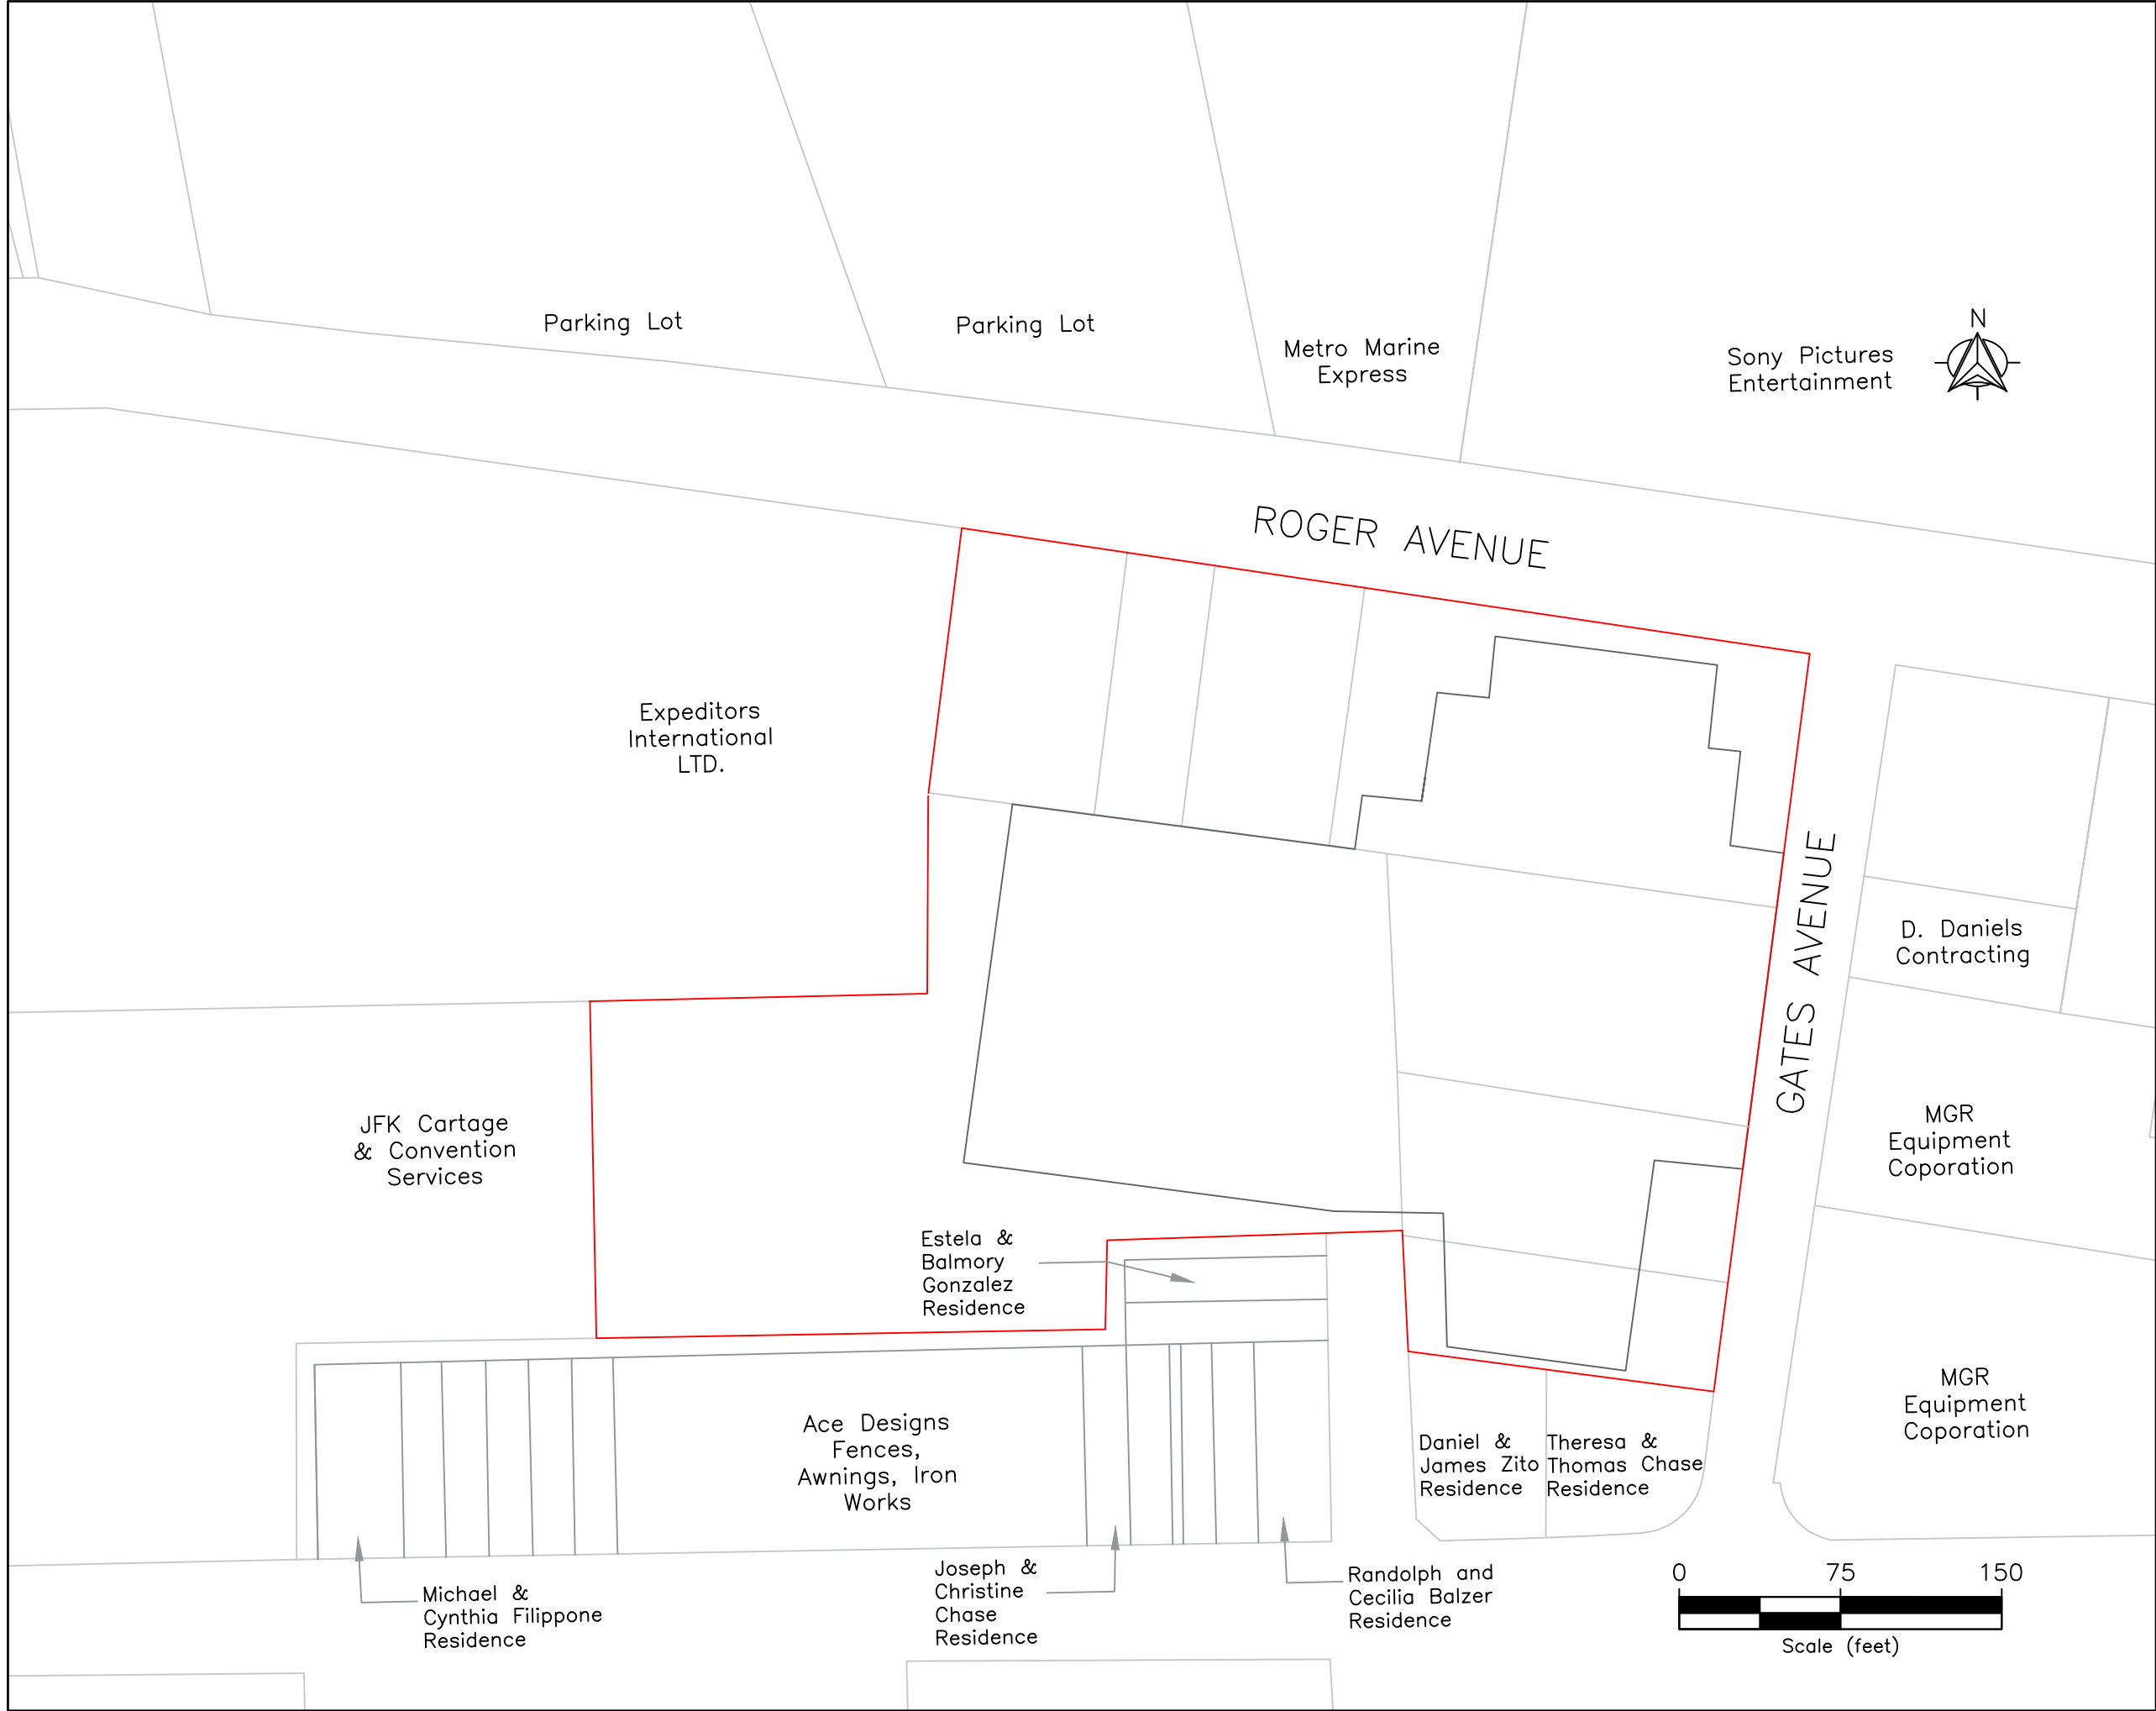 N
Parking Lot
Parking Lot
Metro Marine
Express
Sony Pictures
Entertainment
ROGER AVENUE
Expeditors
International
LTD.
GATES AVENUE
D. Daniels
Contracting
JFK Cartage
& Convention
Services
MGR
Equipment
Coporation
Estela &
Balmory
Gonzalez
Residence
MGR
Equipment
Coporation
Ace Designs
Fences,
Awnings, Iron
Works
Daniel &
James Zito
Residence
Theresa &
Thomas Chase
Residence
Michael &
Cynthia Filippone
Residence
Joseph &
Christine
Chase
Residence
Randolph and
Cecilia Balzer
Residence
0 75 150
Scale (feet)